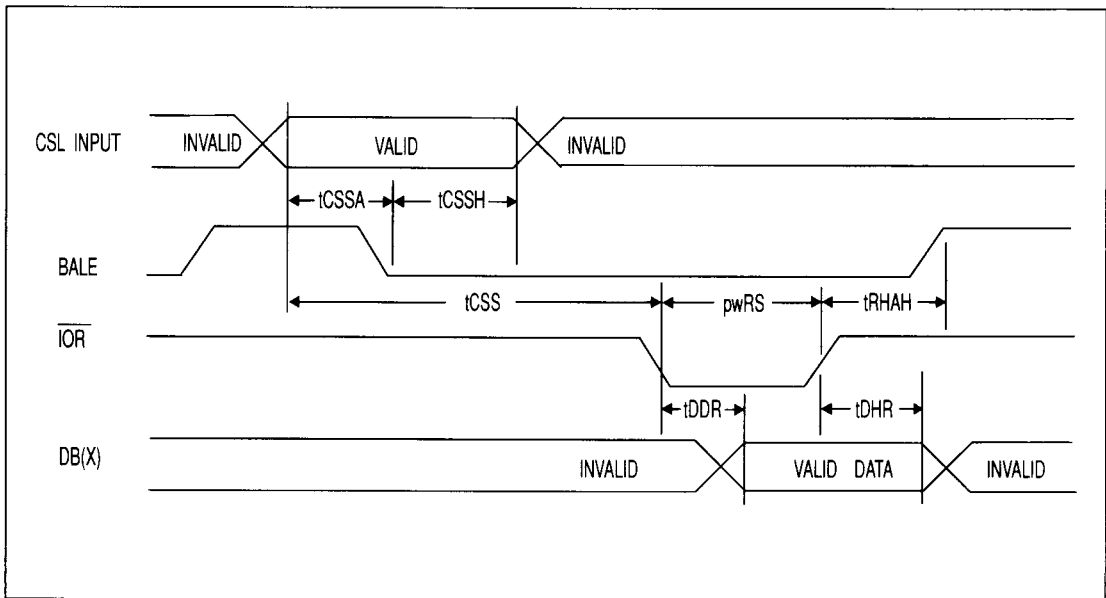 CSL INPUT INVALID VALID INVALID
tCSSA tCSSH
BALE
tCSS pwRS tRHAH
IOR
tDDR tDHR
DB(X) INVALID VALID DATA INVALID